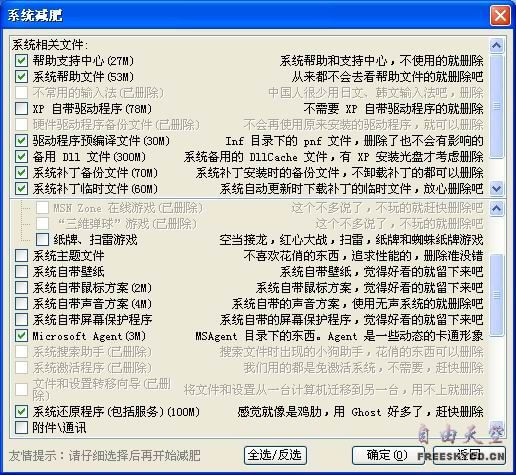 系统减肥
系统相关文件:
帮助支持中心(27M) 系统帮助和支持中心，不使用的就删除
系统帮助文件(53M) 从来都不会去看帮助文件的就删除吧
不常用的输入法(已删除) 中国人很少用日文、韩文输入法吧，删除
XP 自带驱动程序(78M) 不需要 XP 自带驱动程序的就删除
硬件驱动程序备份文件(已删除) 不会再使用原来安装的驱动程序，就可以删除
驱动程序预编译文件(30M) Inf 目录下的 pnf 文件，删除了也不会有影响的
备用 Dll 文件(300M) 系统备用的 DllCache 文件，有 XP 安装光盘才考虑删除
系统补丁备份文件(70M) 系统补丁安装时的备份文件，不卸载补丁的都可以删除
系统补丁临时文件(60M) 系统自动更新时下载补丁的临时文件，放心删除吧
MSN Zone 在线游戏(已删除) 这个不多说了，不玩的就赶快删除吧
“三维弹球”游戏(已删除) 这个不多说了，不玩的就赶快删除吧
纸牌、扫雷游戏 空当接龙，红心大战，扫雷，纸牌和蜘蛛纸牌游戏
系统主题文件 不喜欢花俏的东西，追求性能的，删除准没错
系统自带壁纸 系统自带壁纸，觉得好看的就留下来吧
系统自带鼠标方案(2M) 系统自带鼠标方案，觉得好看的就留下来吧
系统自带声音方案(4M) 系统自带的声音方案，使用无声系统的就删除吧
系统自带屏幕保护程序 系统自带的屏幕保护程序，觉得好看的就留下来吧
Microsoft Agent(3M) MSAgent 目录下的东西。Agent 是一些动态的卡通形象
系统搜索助手(已删除) 搜索文件时出现的小狗助手，花俏的东西可以删除
系统激活程序(已删除) 我们用的都是免激活系统，不需要，赶快删除
文件和设置转移向导(已删除) 将文件和设置从一台计算机迁移到另一台，用不上就删除
系统还原程序(包括服务)(100M) 感觉就像是鸡肋，用 Ghost 好多了，赶快删除
附件\通讯
友情提示：请仔细选择后再开始减肥
全选/反选
确定(O)
返回
自由天空
FREESKYCD.CN